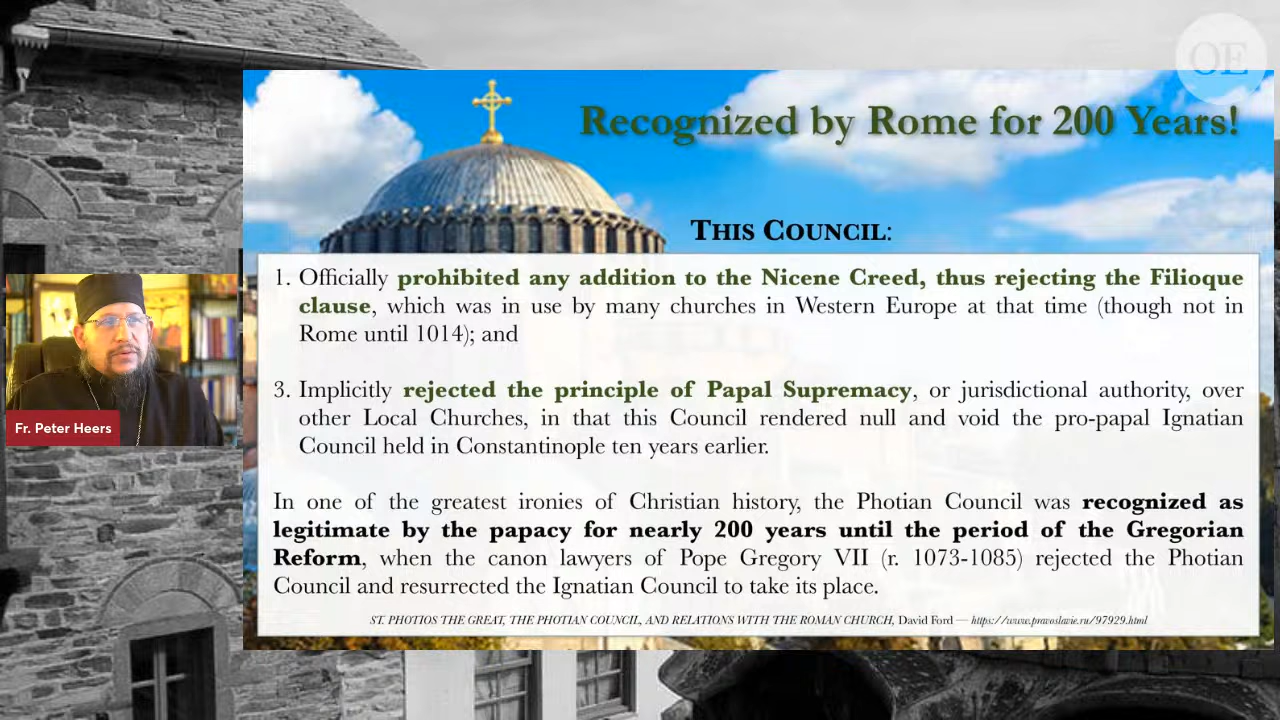 OE
Recognized by Rome for 200 Years!
THIS COUNCIL:
1. Officially prohibited any addition to the Nicene Creed, thus rejecting the Filioque
clause, which was in use by many churches in Western Europe at that time (though not in
Rome until 1014); and
3. Implicitly rejected the principle of Papal Supremacy, or jurisdictional authority, over
other Local Churches, in that this Council rendered null and void the pro-papal Ignatian
Council held in Constantinople ten years earlier.
Fr. Peter Heers
In one of the greatest ironies of Christian history, the Photian Council was recognized as
legitimate by the papacy for nearly 200 years until the period of the Gregorian
Reform, when the canon lawyers of Pope Gregory VII (r. 1073-1085) rejected the Photian
Council and resurrected the Ignatian Council to take its place.
ST. PHOTIOS THE GREAT, THE PHOTIAN COUNCIL, AND RELATIONS WITH THE ROMAN CHURCH, David Ford — https://www.pravoslavie.ru/97929.html